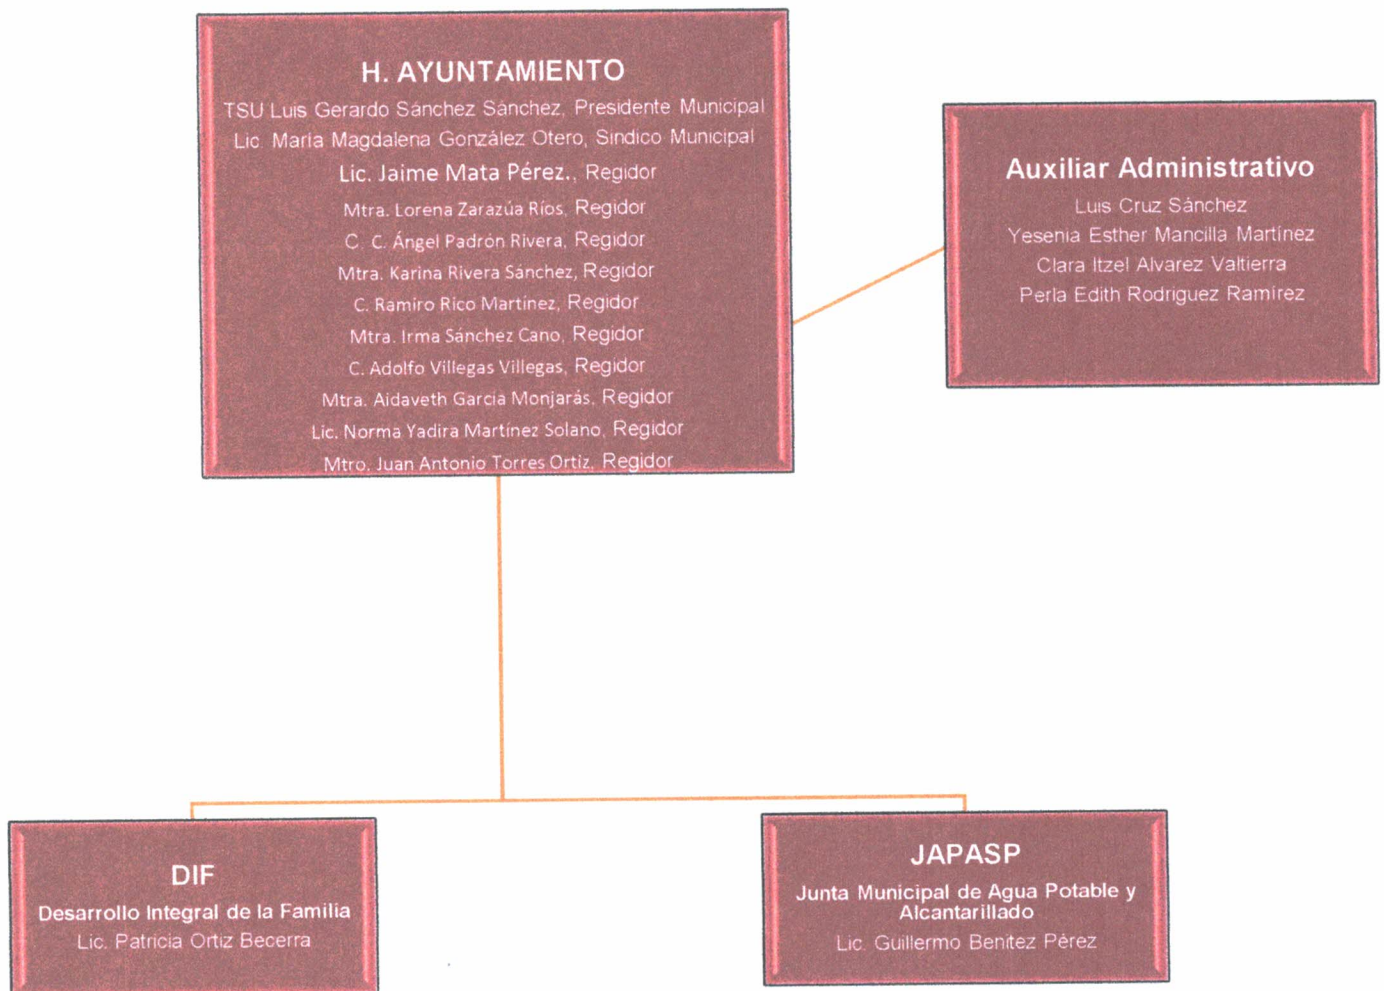 H. AYUNTAMIENTO
TSU Luis Gerardo Sánchez Sánchez, Presidente Municipal
Lic. María Magdalena González Otero, Sindico Municipal
Lic. Jaime Mata Pérez., Regidor
Mtra. Lorena Zarazúa Ríos, Regidor
C. C. Ángel Padrón Rivera, Regidor
Mtra. Karina Rivera Sánchez, Regidor
C. Ramiro Rico Martínez, Regidor
Mtra. Irma Sánchez Cano, Regidor
C. Adolfo Villegas Villegas, Regidor
Mtra. Aidaveth Garcia Monjarás, Regidor
Lic. Norma Yadira Martínez Solano, Regidor
Mtro. Juan Antonio Torres Ortíz, Regidor
Auxiliar Administrativo
Luis Cruz Sánchez
Yesenia Esther Mancilla Martínez
Clara Itzel Alvarez Valtierra
Perla Edith Rodriguez Ramírez
DIF
Desarrollo Integral de la Familia
Lic. Patricia Ortiz Becerra
JAPASP
Junta Municipal de Agua Potable y
Alcantarillado
Lic. Guillermo Benitez Pérez